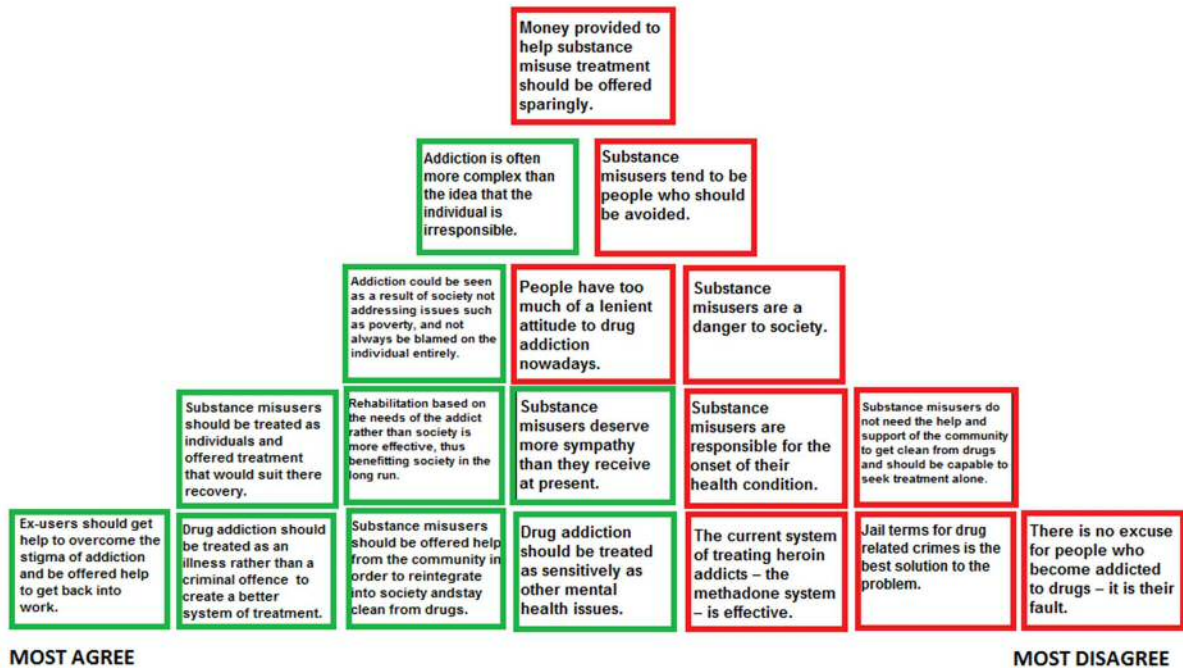 Money provided to
help substance
misuse treatment
should be offered
sparingly.
Addiction is often
more complex than
the idea that the
individual is
irresponsible.
Substance
misusers tend to be
people who should
be avoided.
Addiction could be seen
as a result of society not
addressing issues such
as poverty, and not
always be blamed on the
individual entirely.
People have too
much of a lenient
attitude to drug
addiction
nowadays.
Substance
misusers are a
danger to society.
Substance misusers
should be treated as
individuals and
offered treatment
that would suit there
recovery.
Rehabilitation based on
the needs of the addict
rather than society is
more effective, thus
benefitting society in the
long run.
Substance
misusers deserve
more sympathy
than they receive
at present.
Substance
misusers are
responsible for the
onset of their
health condition.
Substance misusers do
not need the help and
support of the community
to get clean from drugs
and should be capable to
seek treatment alone.
Ex-users should get
help to overcome the
stigma of addiction
and be offered help
to get back into
work.
Drug addiction should
be treated as an
illness rather than a
criminal offence to
create a better
system of treatment.
Substance misusers
should be offered help
from the community in
order to reintegrate
into society andstay
clean from drugs.
Drug addiction
should be treated
as sensitively as
other mental
health issues.
The current system
of treating heroin
addicts – the
methadone system
– is effective.
Jail terms for drug
related crimes is the
best solution to the
problem.
There is no excuse
for people who
become addicted
to drugs – it is their
fault.
MOST AGREE
MOST DISAGREE